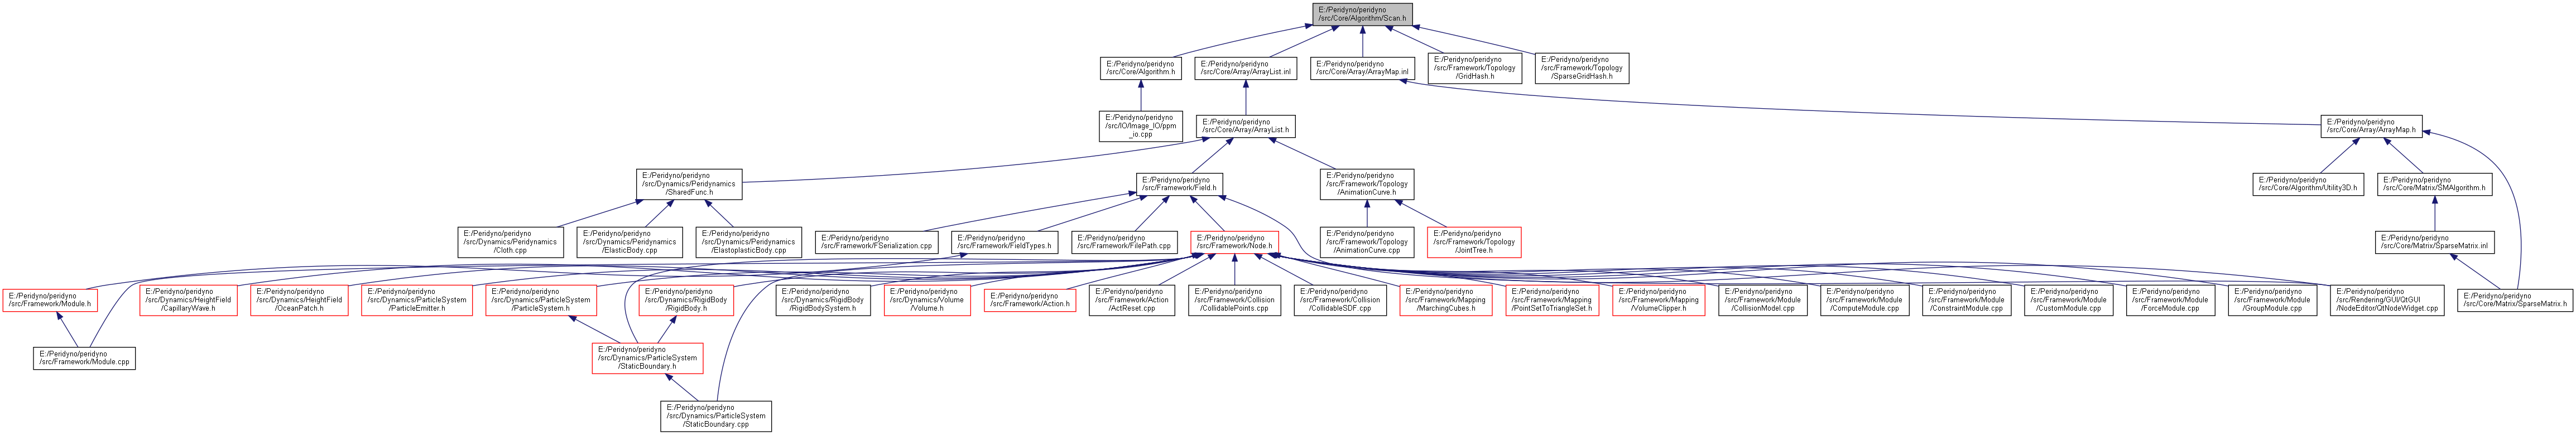 E:/Peridyno/peridyno
/src/Core/Algorithm/Scan.h
E:/Peridyno/peridyno
/src/Core/Algorithm.h
E:/Peridyno/peridyno
/src/Core/Array/ArrayList.inl
E:/Peridyno/peridyno
/src/Core/Array/ArrayMap.inl
E:/Peridyno/peridyno
/src/Framework/Topology
/GridHash.h
E:/Peridyno/peridyno
/src/Framework/Topology
/SparseGridHash.h
E:/Peridyno/peridyno
/src/IO/Image_IO/ppm
_io.cpp
E:/Peridyno/peridyno
/src/Core/Array/ArrayList.h
E:/Peridyno/peridyno
/src/Core/Array/ArrayMap.h
E:/Peridyno/peridyno
/src/Dynamics/Peridynamics
/SharedFunc.h
E:/Peridyno/peridyno
/src/Framework/Field.h
E:/Peridyno/peridyno
/src/Framework/Topology
/AnimationCurve.h
E:/Peridyno/peridyno
/src/Core/Algorithm/Utility3D.h
E:/Peridyno/peridyno
/src/Core/Matrix/SMAlgorithm.h
E:/Peridyno/peridyno
/src/Dynamics/Peridynamics
/Cloth.cpp
E:/Peridyno/peridyno
/src/Dynamics/Peridynamics
/ElasticBody.cpp
E:/Peridyno/peridyno
/src/Dynamics/Peridynamics
/ElastoplasticBody.cpp
E:/Peridyno/peridyno
/src/Framework/FSerialization.cpp
E:/Peridyno/peridyno
/src/Framework/FieldTypes.h
E:/Peridyno/peridyno
/src/Framework/FilePath.cpp
E:/Peridyno/peridyno
/src/Framework/Node.h
E:/Peridyno/peridyno
/src/Framework/Topology
/AnimationCurve.cpp
E:/Peridyno/peridyno
/src/Framework/Topology
/JointTree.h
E:/Peridyno/peridyno
/src/Core/Matrix/SparseMatrix.inl
E:/Peridyno/peridyno
/src/Framework/Module.h
E:/Peridyno/peridyno
/src/Dynamics/HeightField
/CapillaryWave.h
E:/Peridyno/peridyno
/src/Dynamics/HeightField
/OceanPatch.h
E:/Peridyno/peridyno
/src/Dynamics/ParticleSystem
/ParticleEmitter.h
E:/Peridyno/peridyno
/src/Dynamics/ParticleSystem
/ParticleSystem.h
E:/Peridyno/peridyno
/src/Dynamics/RigidBody
/RigidBody.h
E:/Peridyno/peridyno
/src/Dynamics/RigidBody
/RigidBodySystem.h
E:/Peridyno/peridyno
/src/Dynamics/Volume
/Volume.h
E:/Peridyno/peridyno
/src/Framework/Action.h
E:/Peridyno/peridyno
/src/Framework/Action
/ActReset.cpp
E:/Peridyno/peridyno
/src/Framework/Collision
/CollidablePoints.cpp
E:/Peridyno/peridyno
/src/Framework/Collision
/CollidableSDF.cpp
E:/Peridyno/peridyno
/src/Framework/Mapping
/MarchingCubes.h
E:/Peridyno/peridyno
/src/Framework/Mapping
/PointSetToTriangleSet.h
E:/Peridyno/peridyno
/src/Framework/Mapping
/VolumeClipper.h
E:/Peridyno/peridyno
/src/Framework/Module
/CollisionModel.cpp
E:/Peridyno/peridyno
/src/Framework/Module
/ComputeModule.cpp
E:/Peridyno/peridyno
/src/Framework/Module
/ConstraintModule.cpp
E:/Peridyno/peridyno
/src/Framework/Module
/CustomModule.cpp
E:/Peridyno/peridyno
/src/Framework/Module
/ForceModule.cpp
E:/Peridyno/peridyno
/src/Framework/Module
/GroupModule.cpp
E:/Peridyno/peridyno
/src/Rendering/GUI/QtGUI
/NodeEditor/QtNodeWidget.cpp
E:/Peridyno/peridyno
/src/Core/Matrix/SparseMatrix.h
E:/Peridyno/peridyno
/src/Framework/Module.cpp
E:/Peridyno/peridyno
/src/Dynamics/ParticleSystem
/StaticBoundary.h
E:/Peridyno/peridyno
/src/Dynamics/ParticleSystem
/StaticBoundary.cpp